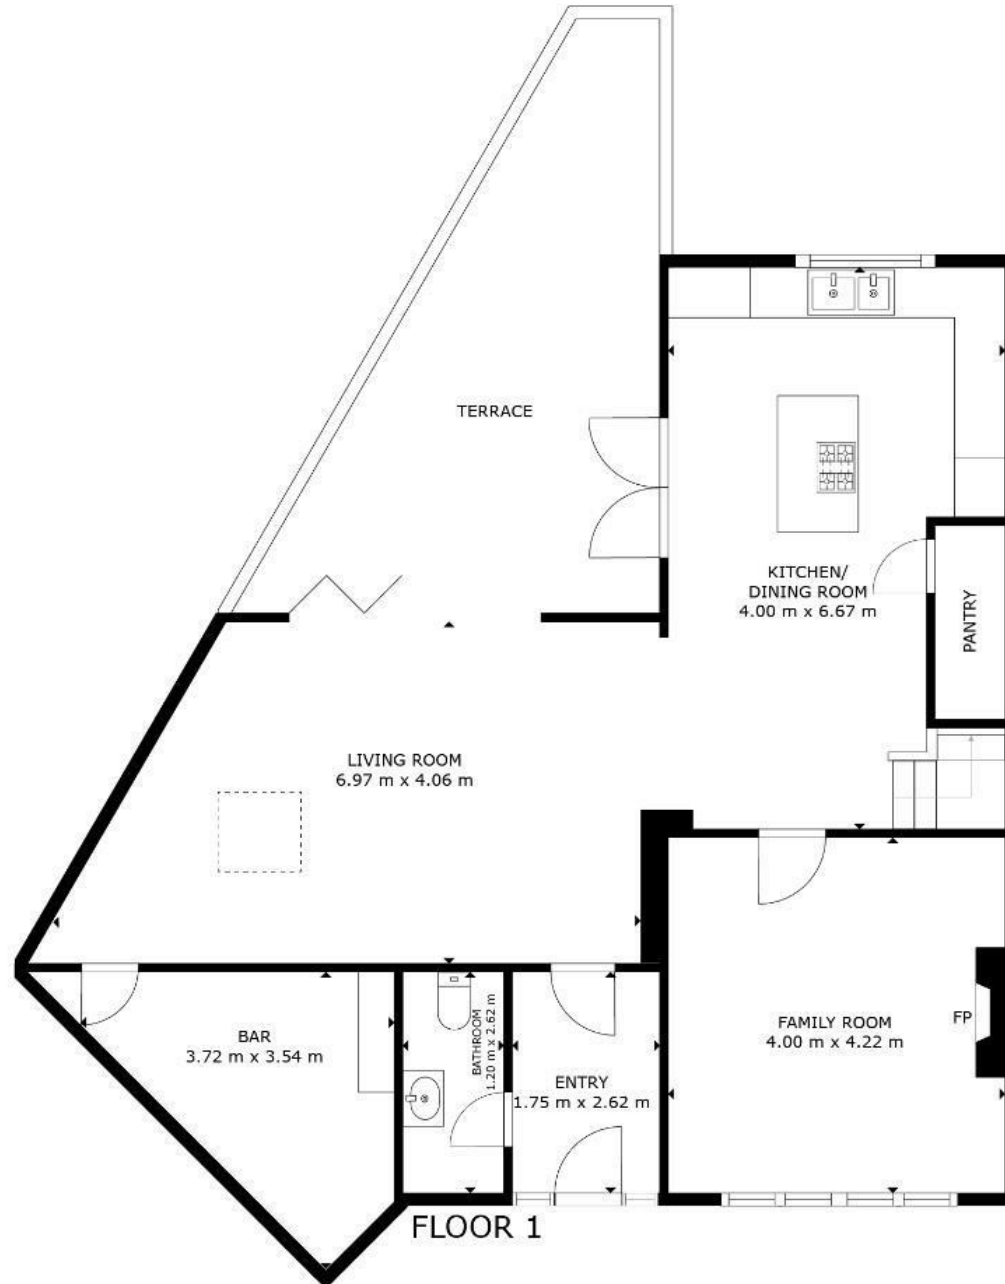 TERRACE
KITCHEN/
DINING ROOM
4.00 m x 6.67 m
PANTRY
LIVING ROOM
6.97 m x 4.06 m
BAR
3.72 m x 3.54 m
BATHROOM
1.20 m x 2.62 m
ENTRY
1.75 m x 2.62 m
FAMILY ROOM
4.00 m x 4.22 m
FP
FLOOR 1